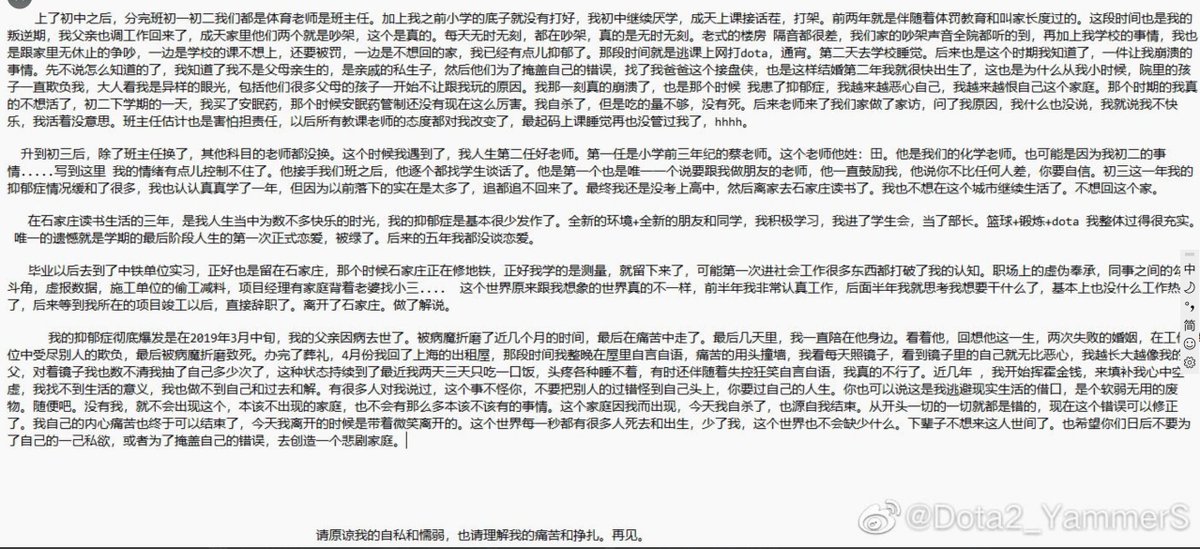 上了初中之后，分完班初一初二我们都是体育老师是班主任。加上我之前小学的底子就没有打好，我初中继续厌学，成天上课接话茬，打架。前两年就是伴随着体罚教育和叫家长度过的。这段时间也是我的
叛逆期，我父亲也调工作回来了，成天家里他们两个就是吵架，这个是真的。每天无时无刻，都在吵架，真的是无时无刻。老式的楼房 隔音都很差，我们家的吵架声音全院都听的到，再加上我学校的事情，我也
是跟家里无休止的争吵，一边是学校的课不想上，还要被罚，一边是不想回的家，我已经有点儿抑郁了。那段时间就是逃课上网打dota，通宵。第二天去学校睡觉。后来也是这个时期我知道了，一件让我崩溃的
事情。先不说怎么知道的了，我知道了我不是父母亲生的，是亲戚的私生子，然后他们为了掩盖自己的错误，找了我爸爸这个接盘侠，也是这样结婚第二年我就很快出生了，这也是为什么从我小时候，院里的孩
子一直欺负我，大人看我是异样的眼光，包括他们很多父母的孩子一开始不让跟我玩的原因。我那一刻真的崩溃了，也是那个时候 我患了抑郁症，我越来越恶心自己，我越来越恨自己这个家庭。那个时期的我真
的不想活了，初二下学期的一天，我买了安眠药，那个时候安眠药管制还没有现在这么厉害。我自杀了，但是吃的量不够，没有死。后来老师来了我们家做了家访，问了我原因，我什么也没说，我就说我不快
乐，我活着没意思。班主任估计也是害怕担责任，以后所有教课老师的态度都对我改变了，最起码上课睡觉再也没管过我了，hhhh。
升到初三后，除了班主任换了，其他科目的老师都没换。这个时候我遇到了，我人生第二任好老师。第一任是小学前三年纪的蔡老师。这个老师他姓：田。他是我们的化学老师。也可能是因为我初二的事
情.....写到这里 我的情绪有点儿控制不住了。他接手我们班之后，他逐个都找学生谈话了。他是第一个也是唯一一个说要跟我做朋友的老师，他一直鼓励我，他说你不比任何人差，你要自信。初三这一年我的
抑郁症情况缓和了很多，我也认认真真学了一年，但因为以前落下的实在是太多了，追都追不回来了。最终我还是没考上高中，然后离家去石家庄读书了。我也不想在这个城市继续生活了。不想回这个家。
在石家庄读书生活的三年，是我人生当中为数不多快乐的时光，我的抑郁症是基本很少发作了。全新的环境+全新的朋友和同学，我积极学习，我进了学生会，当了部长。篮球+锻炼+dota 我整体过得很充实。
唯一的遗憾就是学期的最后阶段人生的第一次正式恋爱，被绿了。后来的五年我都没谈恋爱。
毕业以后去到了中铁单位实习，正好也是留在石家庄，那个时候石家庄正在修地铁，正好我学的是测量，就留下来了，可能第一次进社会工作很多东西都打破了我的认知。职场上的虚伪奉承，同事之间的勾
斗角，虚报数据，施工单位的偷工减料，项目经理有家庭背着老婆找小三.... 这个世界原来跟我想象的世界真的不一样，前半年我非常认真工作，后面半年我就思考我想要干什么了，基本上也没什么工作热
了，后来等到我所在的项目竣工以后，直接辞职了。离开了石家庄。做了解说。
我的抑郁症彻底爆发是在2019年3月中旬，我的父亲因病去世了。被病魔折磨了近几个月的时间，最后在痛苦中走了。最后几天里，我一直陪在他身边。看着他，回想他这一生，两次失败的婚姻，在工作
位中受尽别人的欺负，最后被病魔折磨致死。办完了葬礼，4月份我回了上海的出租屋，那段时间我整晚在屋里自言自语，痛苦的用头撞墙，我看每天照镜子，看到镜子里的自己就无比恶心，我越长大越像我的
父，对着镜子我也数不清我抽了自己多少次了，这种状态持续到了最近我两天三天只吃一口饭，头疼各种睡不着，有时还伴随着失控狂笑自言自语，我真的不行了。近几年 ，我开始挥霍金钱，来填补我心中空
虚，我找不到生活的意义，我也做不到自己和过去和解。有很多人对我说过，这个事不怪你，不要把别人的过错怪到自己头上，你要过自己的人生。你也可以说这是我逃避现实生活的借口，是个软弱无用的废
物。随便吧。没有我，就不会出现这个，本该不出现的家庭，也不会有那么多本该不该有的事情。这个家庭因我而出现，今天我自杀了，也源自我结束。从开头一切的一切就都是错的，现在这个错误可以修正
了。我自己的内心痛苦也终于可以结束了，今天我离开的时候是带着微笑离开的。这个世界每一秒都有很多人死去和出生，少了我，这个世界也不会缺少什么。下辈子不想来这人世间了。也希望你们日后不要为
了自己的一己私欲，或者为了掩盖自己的错误，去创造一个悲剧家庭。
请原谅我的自私和懦弱，也请理解我的痛苦和挣扎。再见。
中
简
@Dota2_YammerS